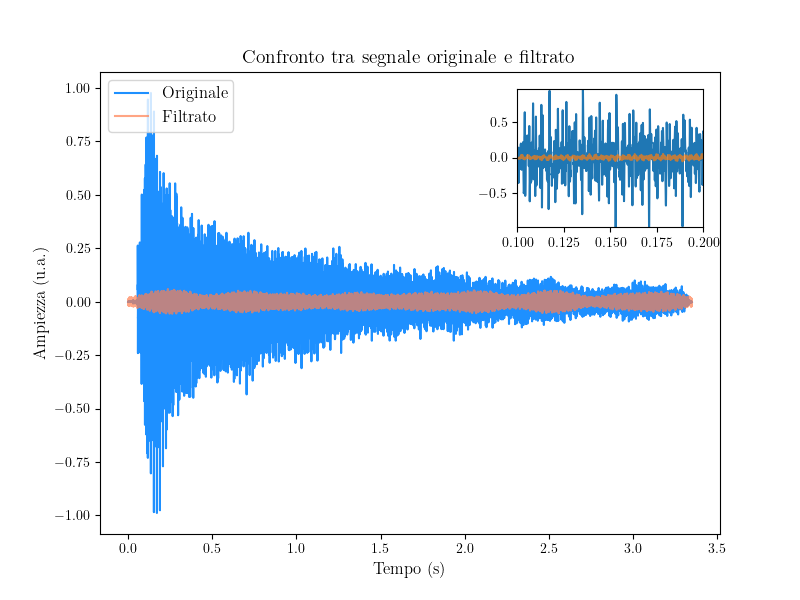 Confronto tra segnale originale e filtrato
Originale
Filtrato
1.00
0.75
0.50
0.25
0.00
−0.25
−0.50
−0.75
−1.00
Ampiezza (u.a.)
0.5
0.0
−0.5
0.100 0.125 0.150 0.175 0.200
0.0 0.5 1.0 1.5 2.0 2.5 3.0 3.5
Tempo (s)